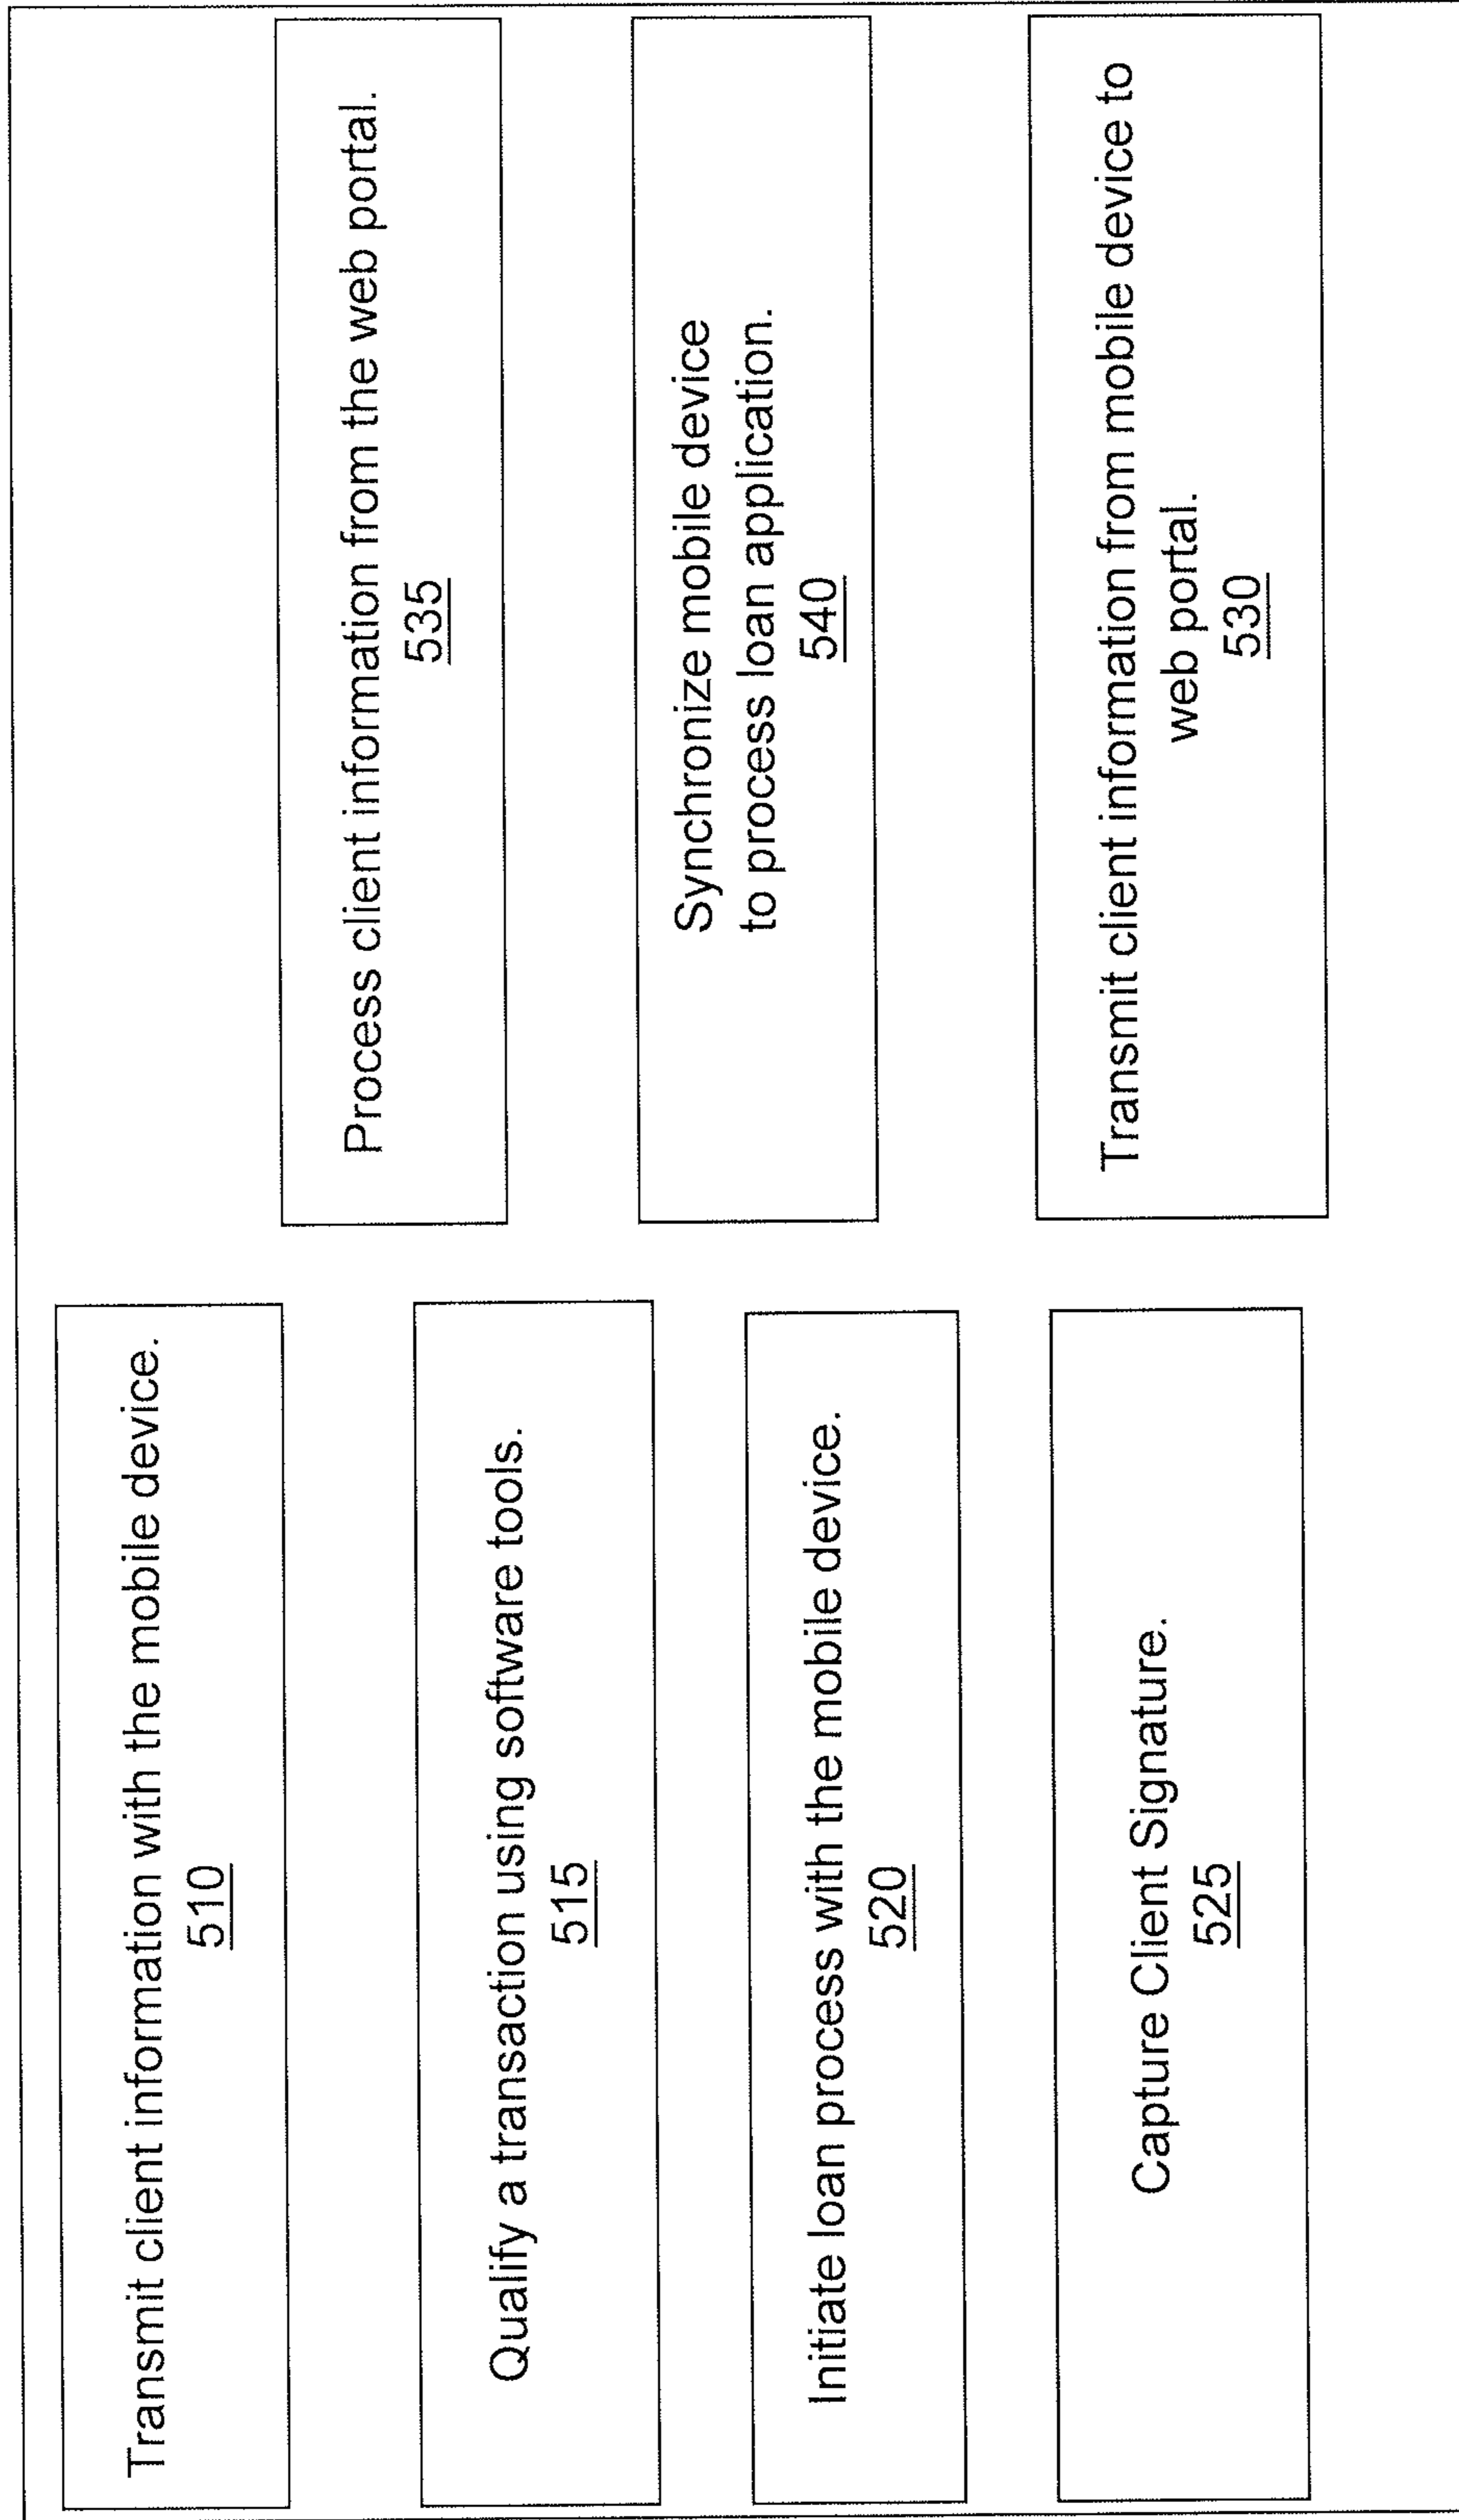 Transmit client information with the mobile device.
510
Qualify a transaction using software tools.
515
Initiate loan process with the mobile device.
520
Capture Client Signature.
525
Process client information from the web portal.
535
Synchronize mobile device
to process loan application.
540
Transmit client information from mobile device to
web portal.
530